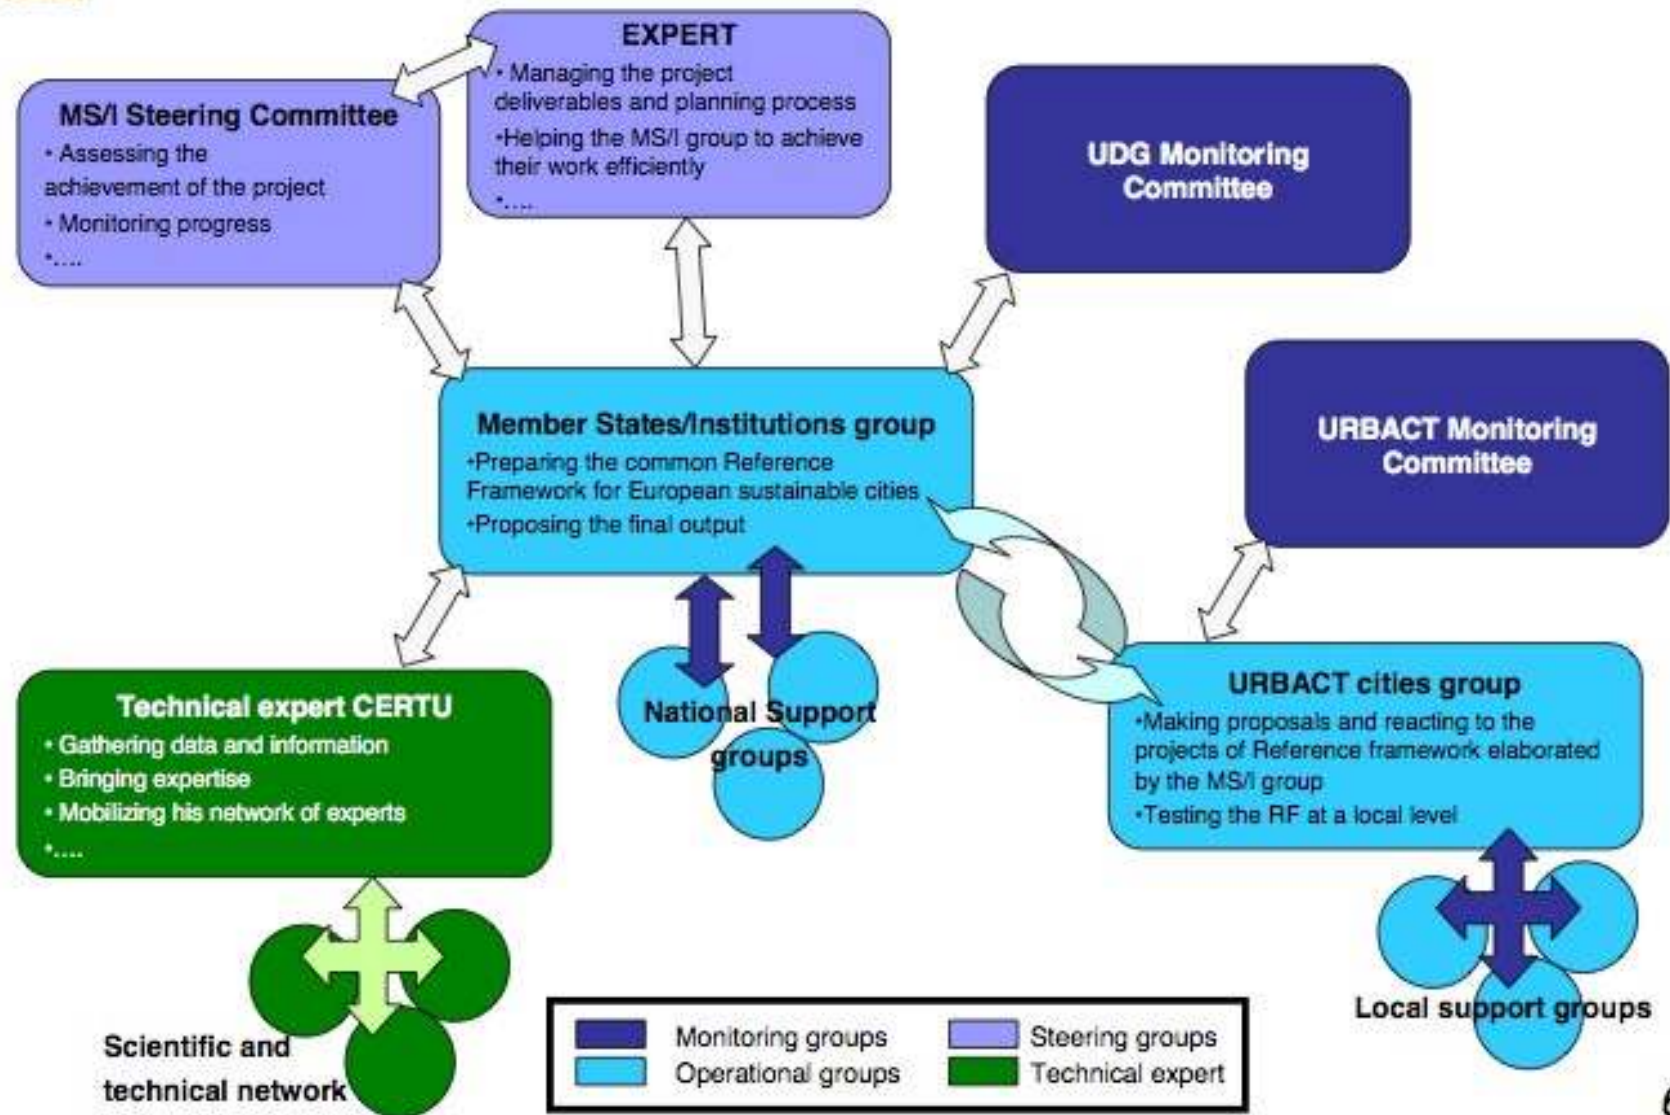 EXPERT
• Managing the project
deliverables and planning process
•Helping the MS/I group to achieve
their work efficiently
•....
MS/I Steering Committee
• Assessing the
achievement of the project
• Monitoring progress
•....
UDG Monitoring
Committee
URBACT Monitoring
Committee
Member States/Institutions group
•Preparing the common Reference
Framework for European sustainable cities
•Proposing the final output
Technical expert CERTU
• Gathering data and information
• Bringing expertise
• Mobilizing his network of experts
•....
National Support
groups
URBACT cities group
•Making proposals and reacting to the
projects of Reference framework elaborated
by the MS/I group
•Testing the RF at a local level
Local support groups
Scientific and
technical network
Monitoring groups
Steering groups
Operational groups
Technical expert